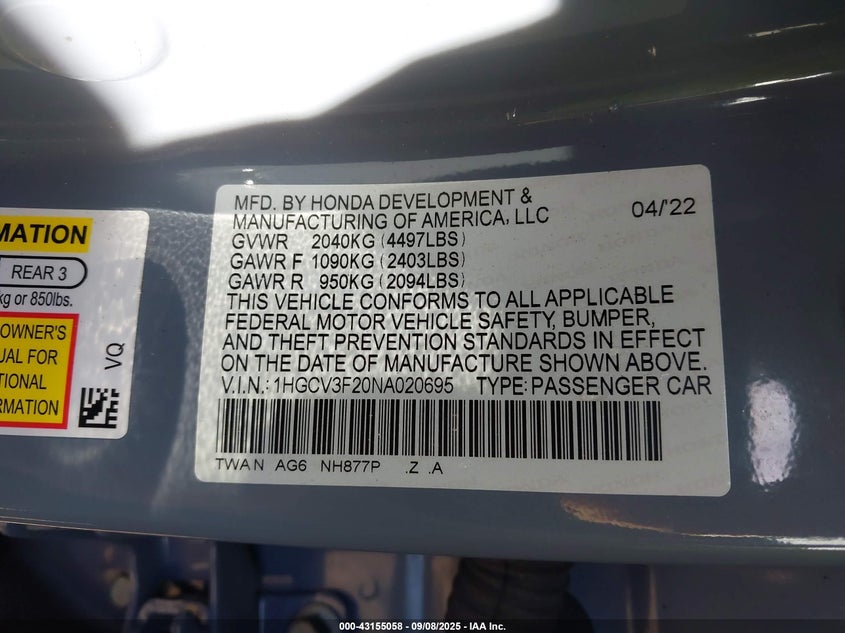 MATION
REAR 3
kg or 850lbs.
OWNER'S
UAL FOR
TIONAL
RMATION
VQ
MFD. BY HONDA DEVELOPMENT &
MANUFACTURING OF AMERICA, LLC 04/'22
GVWR 2040KG (4497LBS)
GAWR F 1090KG (2403LBS)
GAWR R 950KG (2094LBS)
THIS VEHICLE CONFORMS TO ALL APPLICABLE
FEDERAL MOTOR VEHICLE SAFETY, BUMPER,
AND THEFT PREVENTION STANDARDS IN EFFECT
ON THE DATE OF MANUFACTURE SHOWN ABOVE.
V.I.N.: 1HGCV3F20NA020695 TYPE: PASSENGER CAR
TWA N AG6 NH877P .Z .A
000-43155058 - 09/08/2025 - IAA Inc.